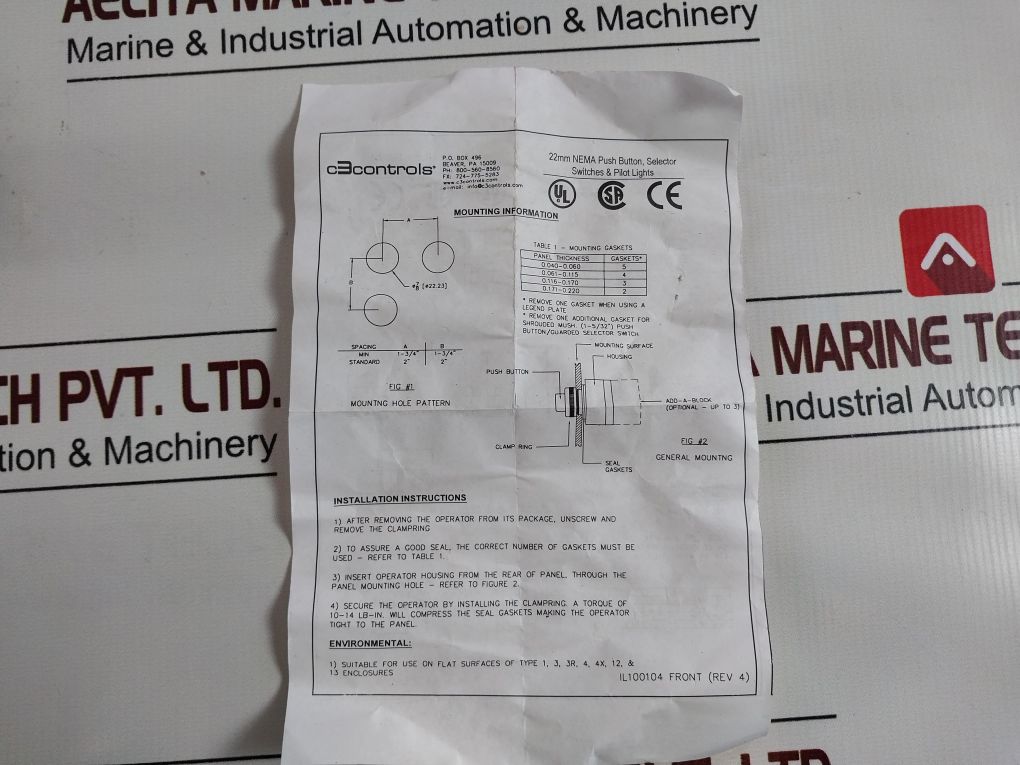 Marine & Industrial Automation & Machinery
c3controls
P.O. BOX 496
BEAVER, PA 15009
PH: 800-560-8560
FX: 724-775-5283
www.c3controls.com
e-mail: info@c3controls.com
22mm NEMA Push Button, Selector
Switches & Pilot Lights
UL
SA
CE
MOUNTING INFORMATION
A
B
[ø22.23]
TABLE 1 - MOUNTING GASKETS
PANEL THICKNESS GASKETS*
0.040-0.060 5
0.061-0.115 4
0.116-0.170 3
0.171-0.220 2
* REMOVE ONE GASKET WHEN USING A
LEGEND PLATE
* REMOVE ONE ADDITIONAL GASKET FOR
SHROUDED MUSH. (1-5/32") PUSH
BUTTON/GUARDED SELECTOR SWITCH.
SPACING A B
MIN 1-3/4" 1-3/4"
STANDARD 2" 2"
FIG #1
MOUNTNG HOLE PATTERN
MOUNTING SURFACE
HOUSING
PUSH BUTTON
ADD-A-BLOCK
(OPTIONAL - UP TO 3)
CLAMP RING
SEAL
GASKETS
FIG #2
GENERAL MOUNTNG
INSTALLATION INSTRUCTIONS
1) AFTER REMOVING THE OPERATOR FROM ITS PACKAGE, UNSCREW AND
REMOVE THE CLAMPRING
2) TO ASSURE A GOOD SEAL, THE CORRECT NUMBER OF GASKETS MUST BE
USED - REFER TO TABLE 1.
3) INSERT OPERATOR HOUSING FROM THE REAR OF PANEL, THROUGH THE
PANEL MOUNTING HOLE - REFER TO FIGURE 2.
4) SECURE THE OPERATOR BY INSTALLING THE CLAMPRING. A TORQUE OF
10-14 LB-IN. WILL COMPRESS THE SEAL GASKETS MAKING THE OPERATOR
TIGHT TO THE PANEL.
ENVIRONMENTAL:
1) SUITABLE FOR USE ON FLAT SURFACES OF TYPE 1, 3, 3R, 4, 4X, 12, &
13 ENCLOSURES
IL100104 FRONT (REV 4)
CH PVT. LTD.
tion & Machinery
A MARINE TE
Industrial Autom